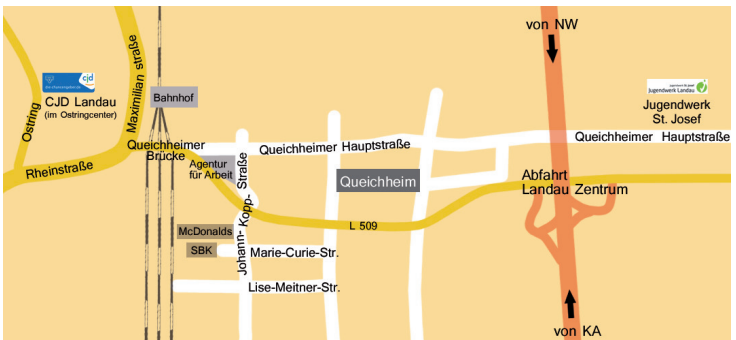 von NW
cjd
CJD Landau
(im Ostringcenter)
Ostring
Maximilian straße
Bahnhof
Jugendwerk Landau
Jugendwerk
St. Josef
Queichheimer
Brücke
Queichheimer Hauptstraße
Queichheimer Hauptstraße
Rheinstraße
Agentur
für Arbeit
Johann-Kopp- Straße
Queichheim
Abfahrt
Landau Zentrum
L 509
McDonalds
SBK
Marie-Curie-Str.
Lise-Meitner-Str.
von KA